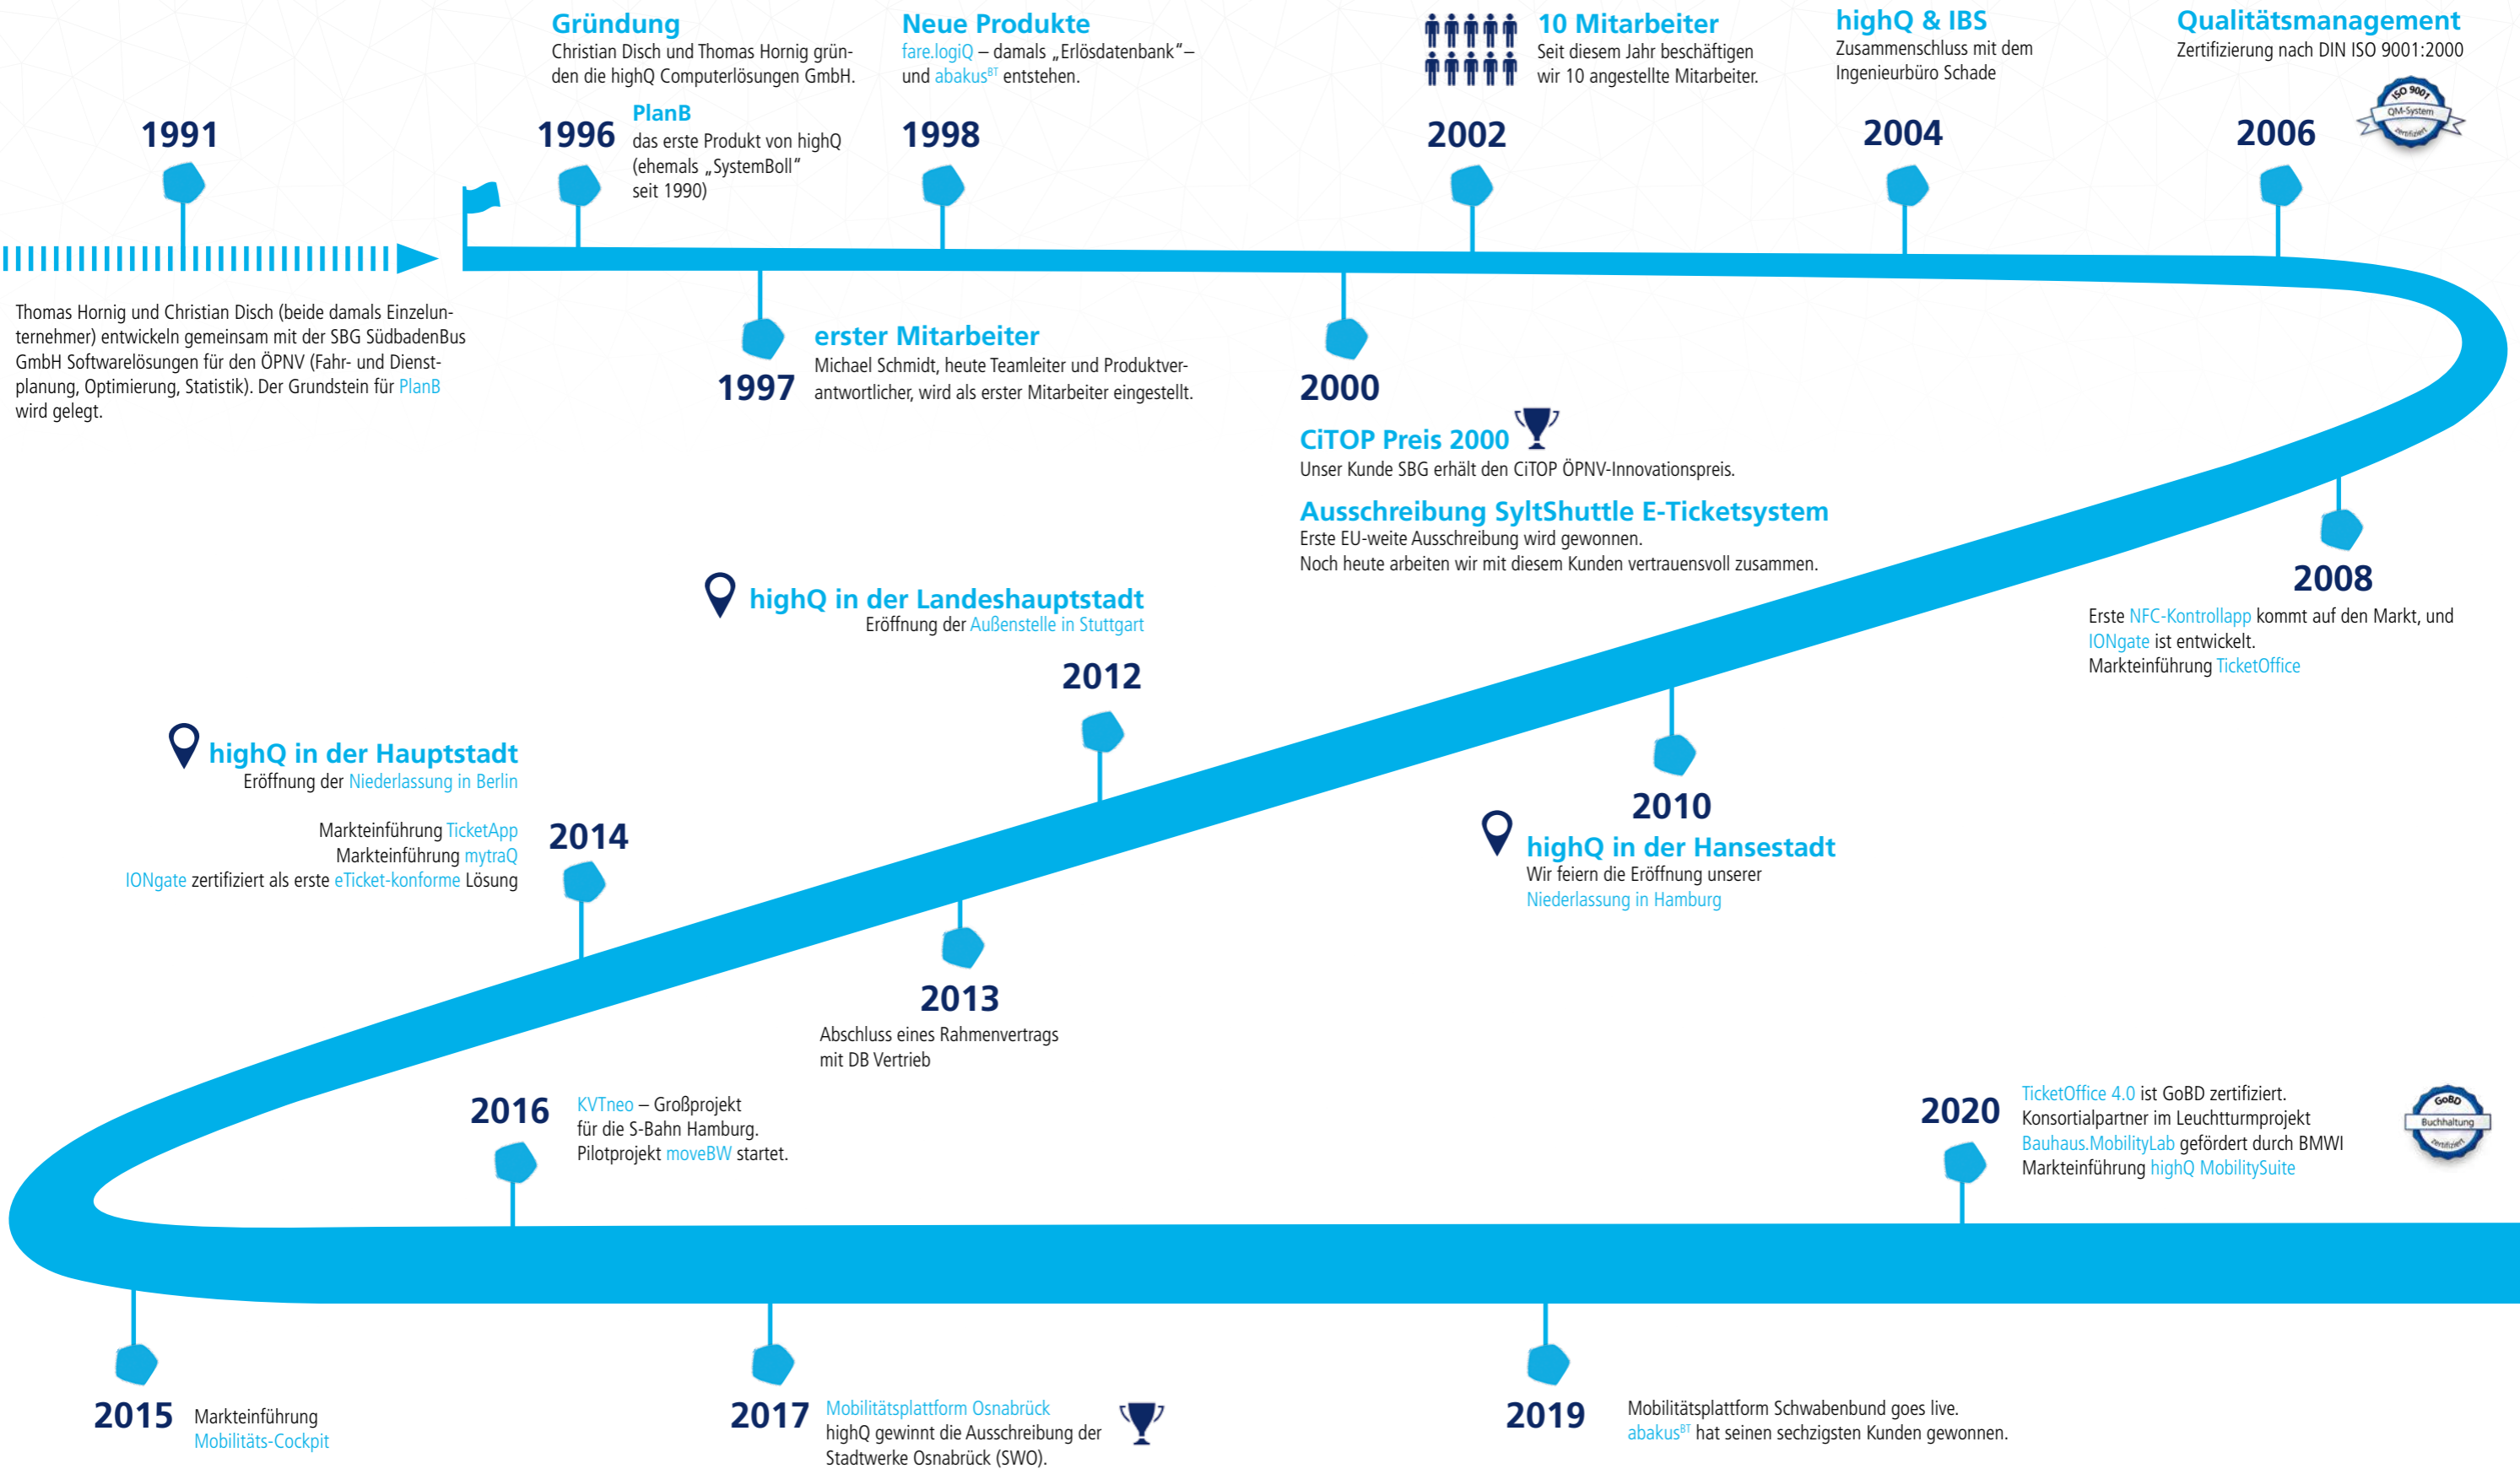 1991
Thomas Hornig und Christian Disch (beide damals Einzelun-
ternehmer) entwickeln gemeinsam mit der SBG SüdbadenBus
GmbH Softwarelösungen für den ÖPNV (Fahr- und Dienst-
planung, Optimierung, Statistik). Der Grundstein für PlanB
wird gelegt.
Gründung
Christian Disch und Thomas Hornig grün-
den die highQ Computerlösungen GmbH.
1996
PlanB
das erste Produkt von highQ
(ehemals „SystemBoll"
seit 1990)
1997
erster Mitarbeiter
Michael Schmidt, heute Teamleiter und Produktver-
antwortlicher, wird als erster Mitarbeiter eingestellt.
Neue Produkte
fare.logiQ – damals „Erlösdatenbank"–
und abakusBT entstehen.
1998
2000
CiTOP Preis 2000
Unser Kunde SBG erhält den CiTOP ÖPNV-Innovationspreis.
Ausschreibung SyltShuttle E-Ticketsystem
Erste EU-weite Ausschreibung wird gewonnen.
Noch heute arbeiten wir mit diesem Kunden vertrauensvoll zusammen.
10 Mitarbeiter
Seit diesem Jahr beschäftigen
wir 10 angestellte Mitarbeiter.
2002
highQ & IBS
Zusammenschluss mit dem
Ingenieurbüro Schade
2004
Qualitätsmanagement
Zertifizierung nach DIN ISO 9001:2000
2006
ISO 9001
QM-System
zertifiziert
2008
Erste NFC-Kontrollapp kommt auf den Markt, und
IONgate ist entwickelt.
Markteinführung TicketOffice
2010
highQ in der Hansestadt
Wir feiern die Eröffnung unserer
Niederlassung in Hamburg
highQ in der Landeshauptstadt
Eröffnung der Außenstelle in Stuttgart
2012
2013
Abschluss eines Rahmenvertrags
mit DB Vertrieb
highQ in der Hauptstadt
Eröffnung der Niederlassung in Berlin
Markteinführung TicketApp
Markteinführung mytraQ
IONgate zertifiziert als erste eTicket-konforme Lösung
2014
2015
Markteinführung
Mobilitäts-Cockpit
2016
KVTneo – Großprojekt
für die S-Bahn Hamburg.
Pilotprojekt moveBW startet.
2017
Mobilitätsplattform Osnabrück
highQ gewinnt die Ausschreibung der
Stadtwerke Osnabrück (SWO).
2019
Mobilitätsplattform Schwabenbund goes live.
abakusBT hat seinen sechzigsten Kunden gewonnen.
2020
TicketOffice 4.0 ist GoBD zertifiziert.
Konsortialpartner im Leuchtturmprojekt
Bauhaus.MobilityLab gefördert durch BMWI
Markteinführung highQ MobilitySuite
GoBD
Buchhaltung
zertifiziert